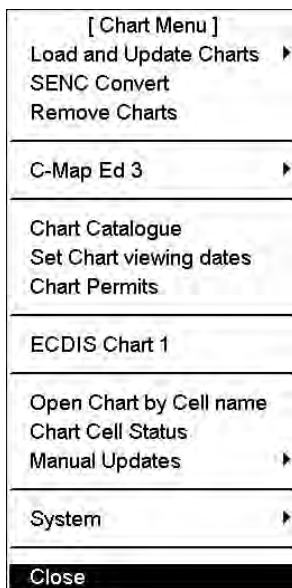 [ Chart Menu ]
Load and Update Charts
SENC Convert
Remove Charts
C-Map Ed 3
Chart Catalogue
Set Chart viewing dates
Chart Permits
ECDIS Chart 1
Open Chart by Cell name
Chart Cell Status
Manual Updates
System
Close